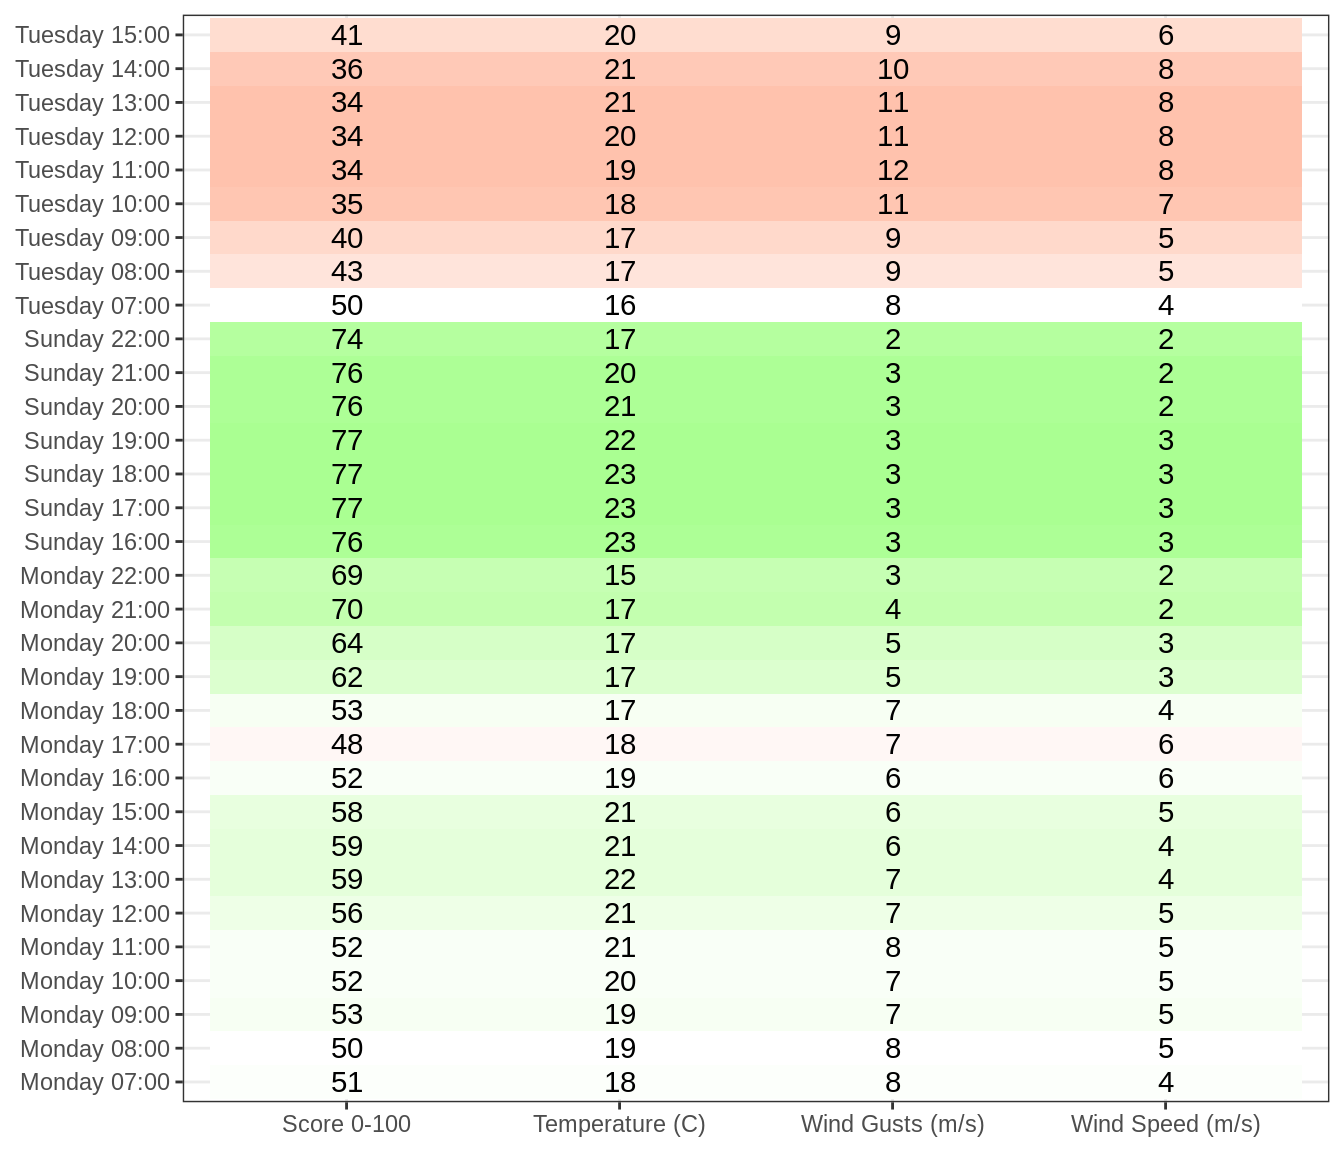 Tuesday 15:00 41 20 9 6
Tuesday 14:00 36 21 10 8
Tuesday 13:00 34 21 11 8
Tuesday 12:00 34 20 11 8
Tuesday 11:00 34 19 12 8
Tuesday 10:00 35 18 11 7
Tuesday 09:00 40 17 9 5
Tuesday 08:00 43 17 9 5
Tuesday 07:00 50 16 8 4
Sunday 22:00 74 17 2 2
Sunday 21:00 76 20 3 2
Sunday 20:00 76 21 3 2
Sunday 19:00 77 22 3 3
Sunday 18:00 77 23 3 3
Sunday 17:00 77 23 3 3
Sunday 16:00 76 23 3 3
Monday 22:00 69 15 3 2
Monday 21:00 70 17 4 2
Monday 20:00 64 17 5 3
Monday 19:00 62 17 5 3
Monday 18:00 53 17 7 4
Monday 17:00 48 18 7 6
Monday 16:00 52 19 6 6
Monday 15:00 58 21 6 5
Monday 14:00 59 21 6 4
Monday 13:00 59 22 7 4
Monday 12:00 56 21 7 5
Monday 11:00 52 21 8 5
Monday 10:00 52 20 7 5
Monday 09:00 53 19 7 5
Monday 08:00 50 19 8 5
Monday 07:00 51 18 8 4
Score 0-100 Temperature (C) Wind Gusts (m/s) Wind Speed (m/s)